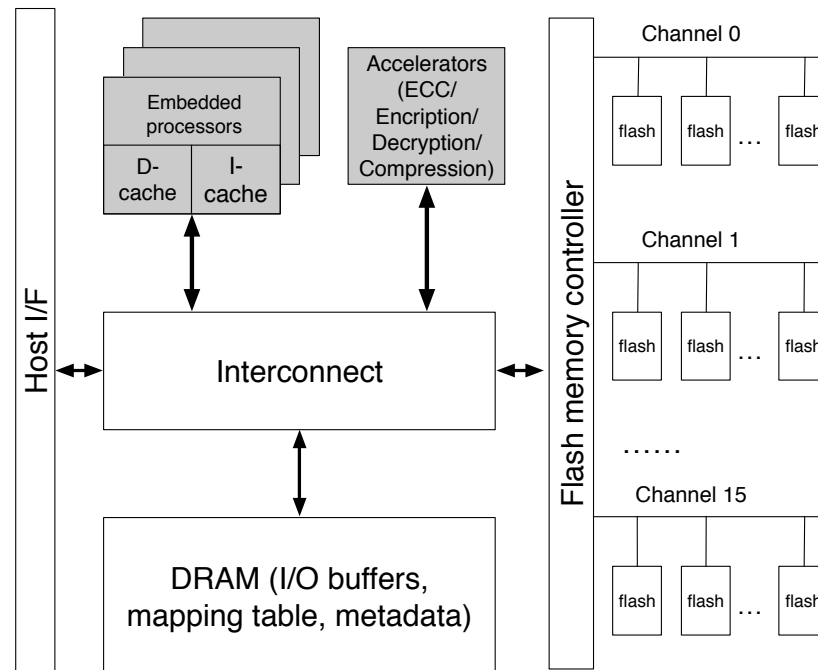 Host I/F
Embedded
processors
D-
cache
I-
cache
Accelerators
(ECC/
Encription/
Decryption/
Compression)
Interconnect
DRAM (I/O buffers,
mapping table, metadata)
Flash memory controller
Channel 0
flash
flash
...
flash
Channel 1
flash
flash
...
flash
......
Channel 15
flash
flash
...
flash